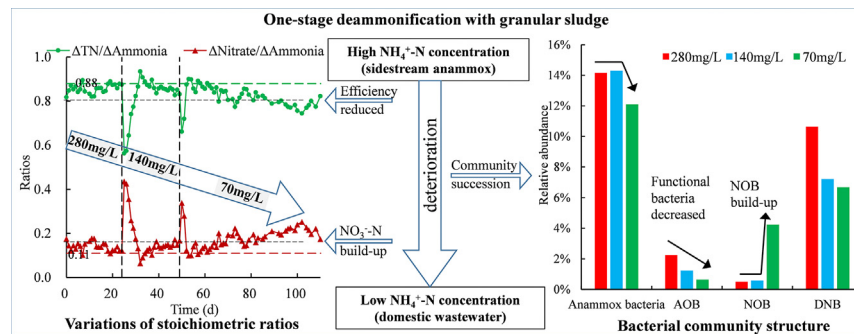 One-stage deammonification with granular sludge
ΔTN/ΔAmmonia
ΔNitrate/ΔAmmonia
1.0
0.8
0.6
0.4
0.2
0.0
Ratios
0.88
0.11
280mg/L
140mg/L
70mg/L
0
20
40
60
80
100
Time (d)
Variations of stoichiometric ratios
High NH₄⁺-N concentration
(sidestream anammox)
Efficiency
reduced
deterioration
Community
succession
NO₃⁻-N
build-up
Low NH₄⁺-N concentration
(domestic wastewater)
280mg/L
140mg/L
70mg/L
16%
14%
12%
10%
8%
6%
4%
2%
0%
Relative abundance
Functional
bacteria
decreased
NOB
build-up
Anammox bacteria
AOB
NOB
DNB
Bacterial community structure